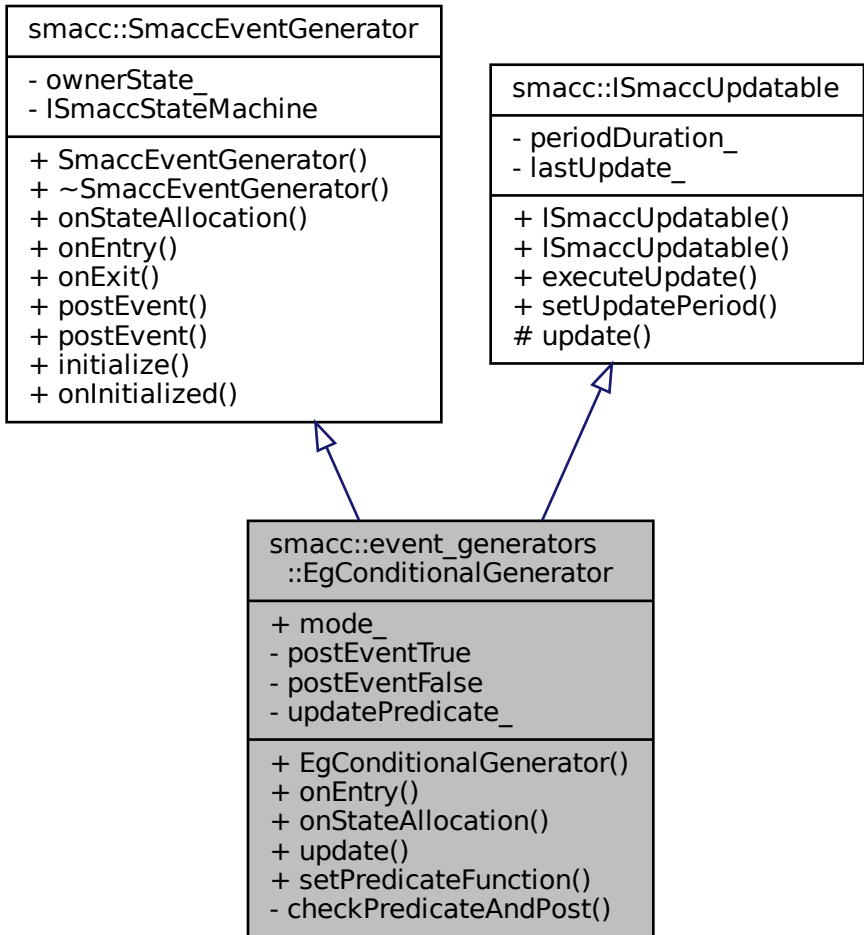 smacc::SmaccEventGenerator
- ownerState_
- ISmaccStateMachine
+ SmaccEventGenerator()
+ ~SmaccEventGenerator()
+ onStateAllocation()
+ onEntry()
+ onExit()
+ postEvent()
+ postEvent()
+ initialize()
+ onInitialized()
smacc::ISmaccUpdatable
- periodDuration_
- lastUpdate_
+ ISmaccUpdatable()
+ ISmaccUpdatable()
+ executeUpdate()
+ setUpdatePeriod()
# update()
smacc::event_generators
::EgConditionalGenerator
+ mode_
- postEventTrue
- postEventFalse
- updatePredicate_
+ EgConditionalGenerator()
+ onEntry()
+ onStateAllocation()
+ update()
+ setPredicateFunction()
- checkPredicateAndPost()